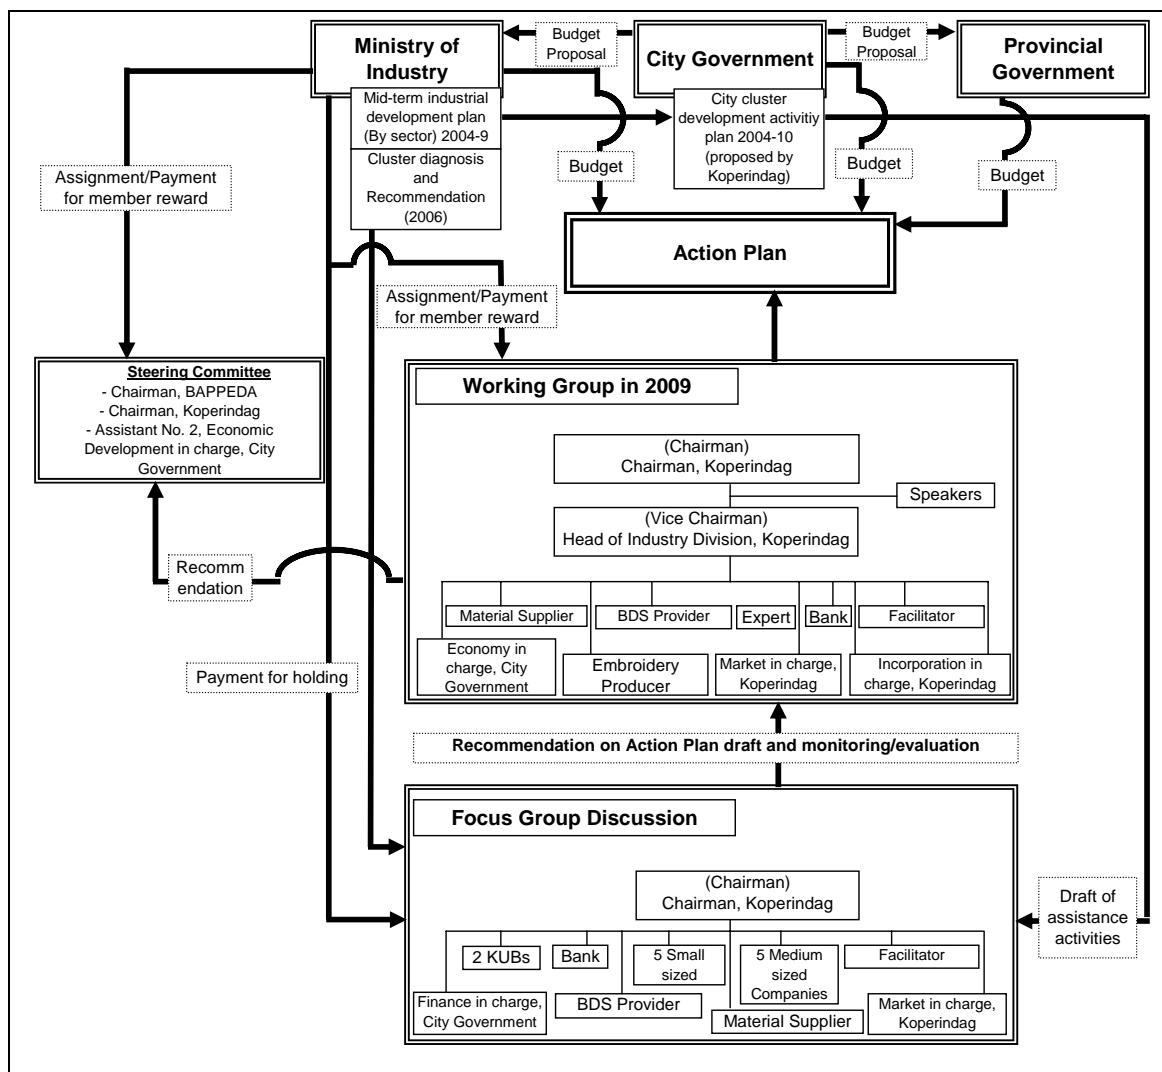 Ministry of
Industry
Budget
Proposal
City Government
Budget
Proposal
Provincial
Government
Mid-term industrial
development plan
(By sector) 2004-9
Cluster diagnosis
and
Recommendation
(2006)
City cluster
development activitiy
plan 2004-10
(proposed by
Koperindag)
Assignment/Payment
for member reward
Budget
Budget
Budget
Action Plan
Assignment/Payment
for member reward
Steering Committee
- Chairman, BAPPEDA
- Chairman, Koperindag
- Assistant No. 2, Economic
Development in charge, City
Government
Working Group in 2009
(Chairman)
Chairman, Koperindag
Speakers
(Vice Chairman)
Head of Industry Division, Koperindag
Recomm
endation
Material Supplier
BDS Provider
Expert
Bank
Facilitator
Economy in
charge, City
Government
Embroidery
Producer
Market in charge,
Koperindag
Incorporation in
charge, Koperindag
Payment for holding
Recommendation on Action Plan draft and monitoring/evaluation
Focus Group Discussion
(Chairman)
Chairman, Koperindag
Draft of
assistance
activities
2 KUBs
Bank
5 Small
sized
5 Medium
sized
Companies
Facilitator
Finance in charge,
City Government
BDS Provider
Material Supplier
Market in charge,
Koperindag